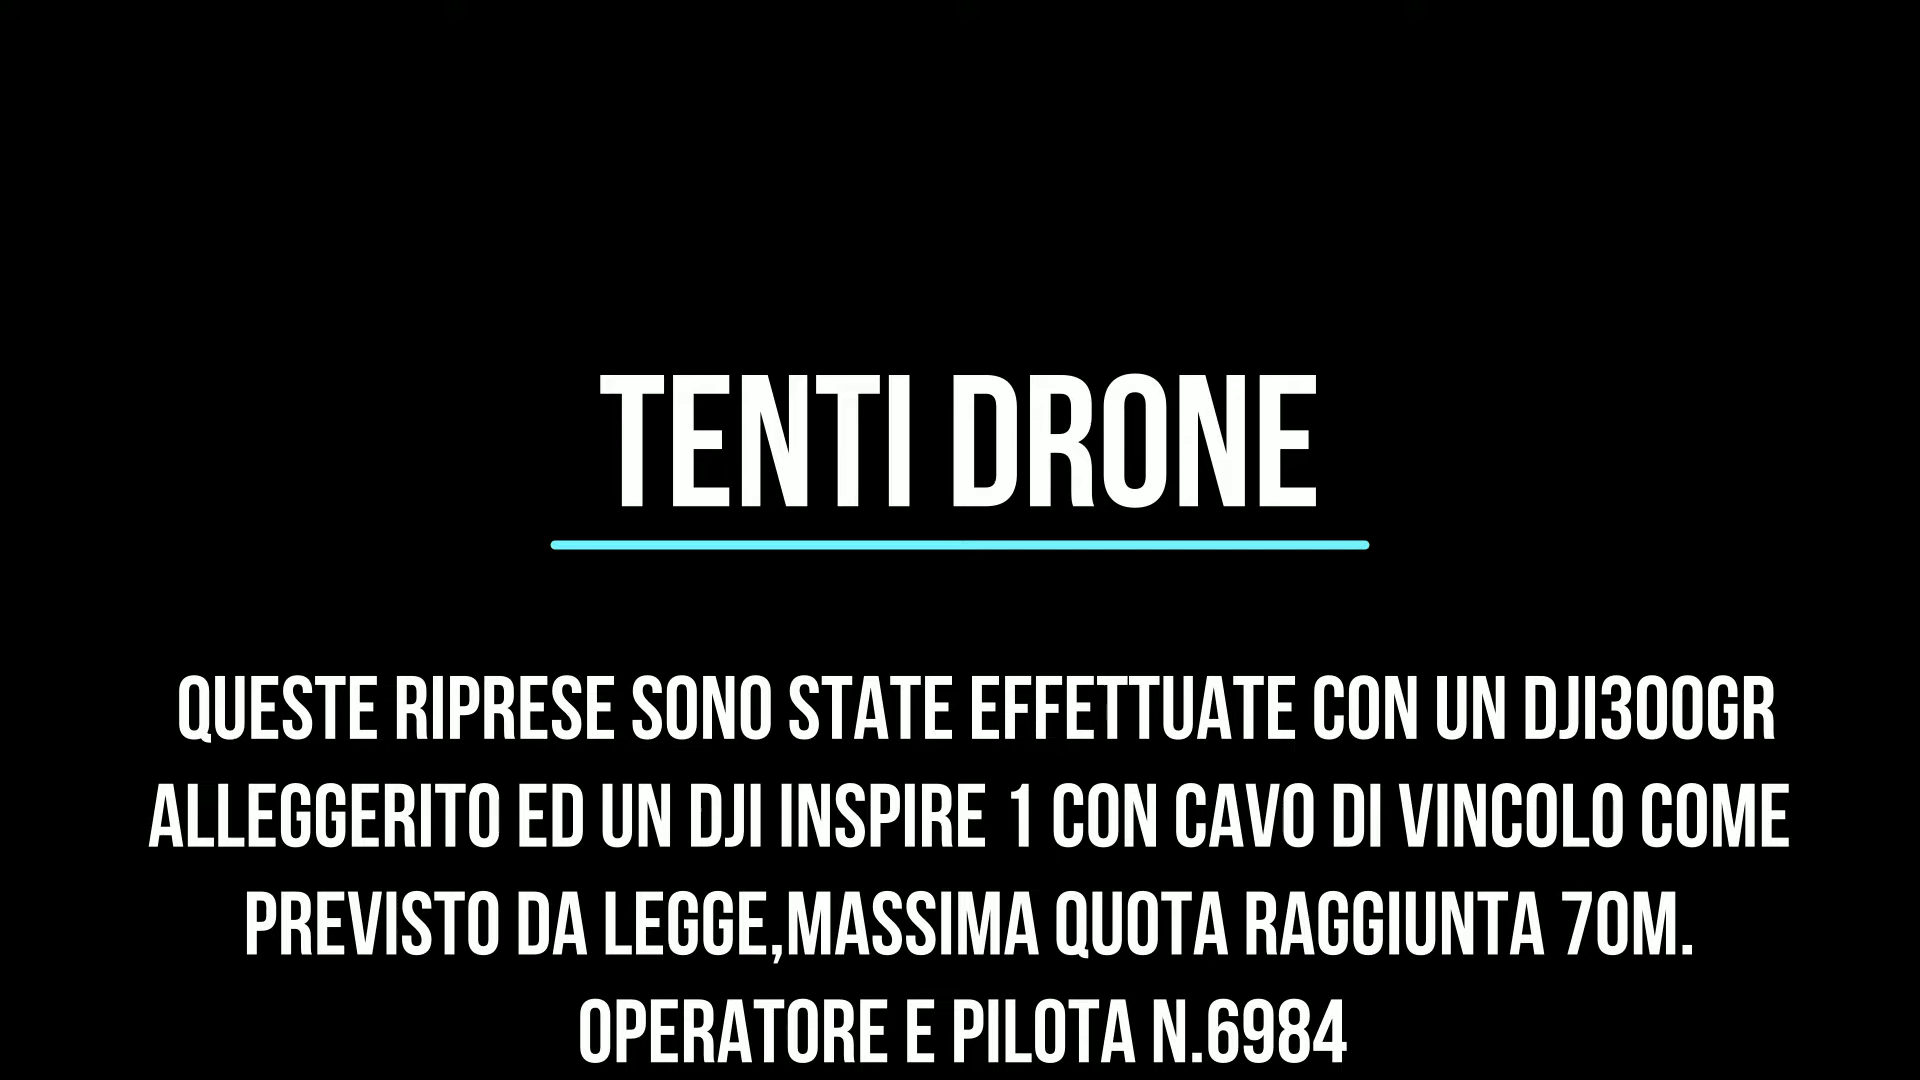 TENTI DRONE
QUESTE RIPRESE SONO STATE EFFETTUATE CON UN DJI300GR
ALLEGGERITO ED UN DJI INSPIRE 1 CON CAVO DI VINCOLO COME
PREVISTO DA LEGGE,MASSIMA QUOTA RAGGIUNTA 70M.
OPERATORE E PILOTA N.6984